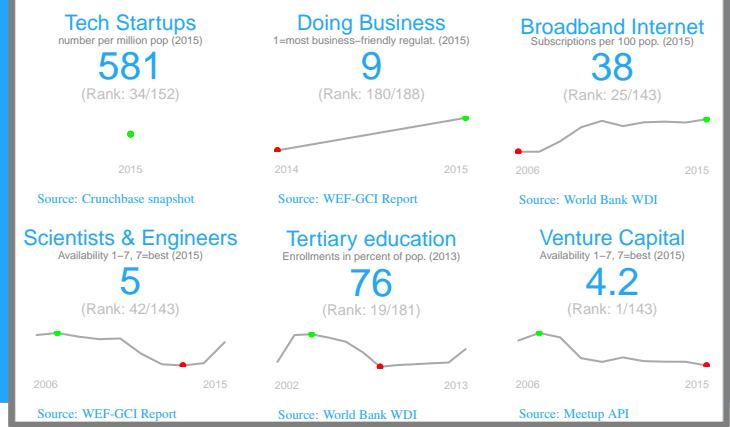 Tech Startups
number per million pop (2015)
581
(Rank: 34/152)
2015
Source: Crunchbase snapshot
Doing Business
1=most business−friendly regulat. (2015)
9
(Rank: 180/188)
2014 2015
Source: WEF-GCI Report
Broadband Internet
Subscriptions per 100 pop. (2015)
38
(Rank: 25/143)
2006 2015
Source: World Bank WDI
Scientists & Engineers
Availability 1−7, 7=best (2015)
5
(Rank: 42/143)
2006 2015
Source: WEF-GCI Report
Tertiary education
Enrollments in percent of pop. (2013)
76
(Rank: 19/181)
2002 2013
Source: World Bank WDI
Venture Capital
Availability 1−7, 7=best (2015)
4.2
(Rank: 1/143)
2006 2015
Source: Meetup API